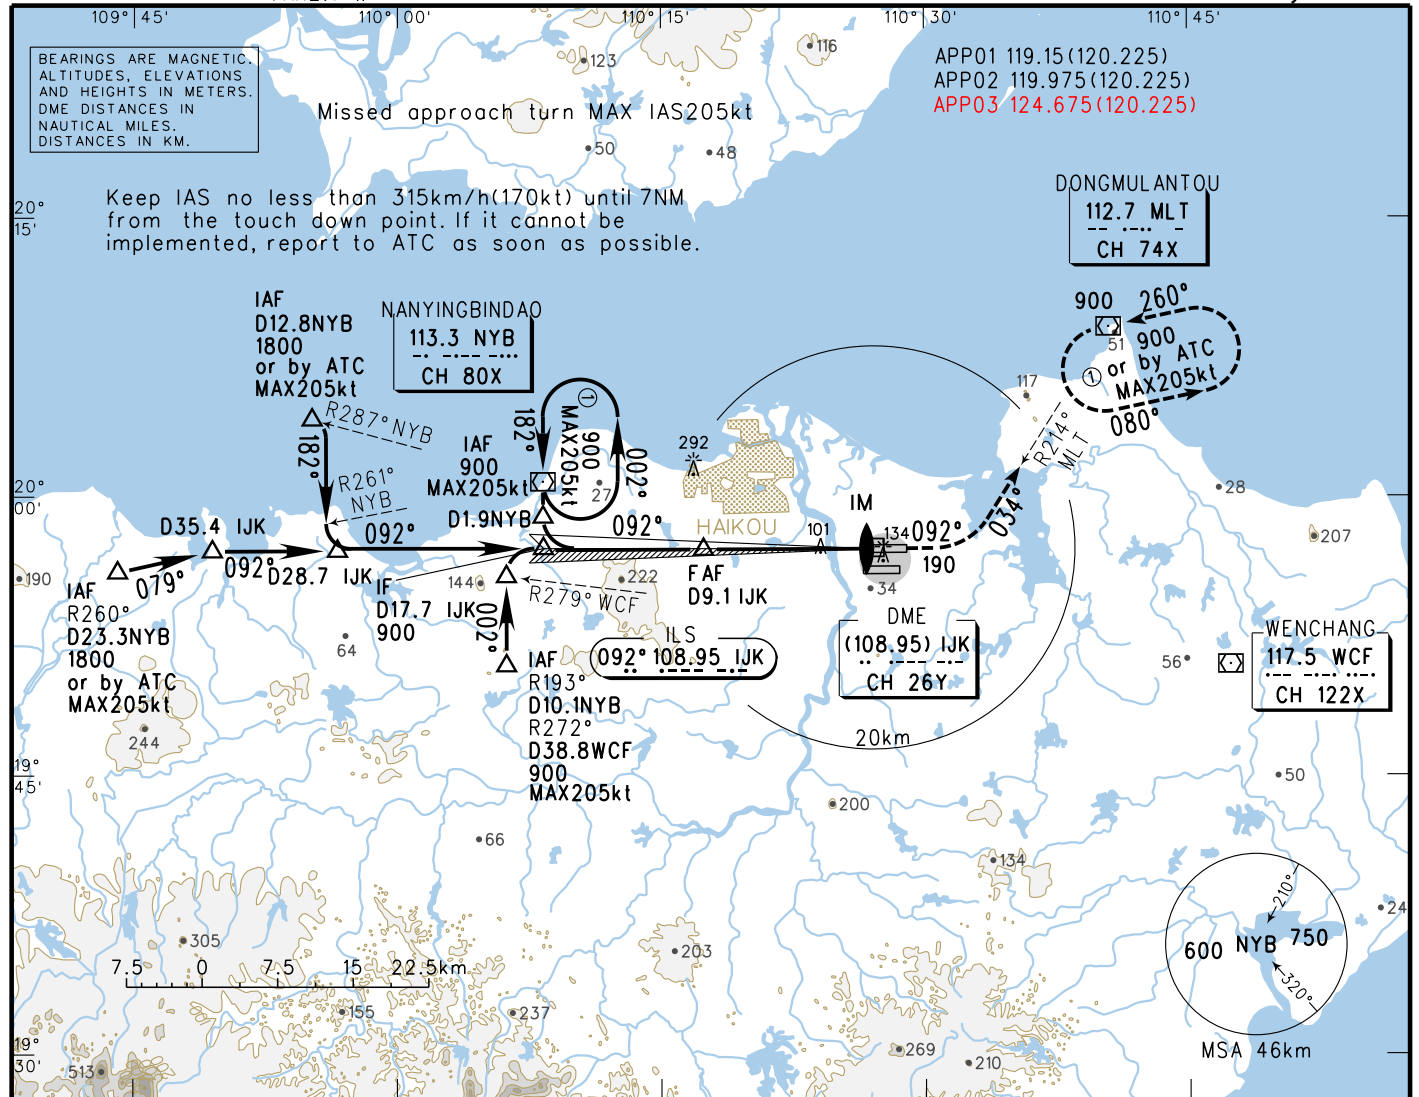 109° 45'
110° 00'
110° 15'
110° 30'
110° 45'
BEARINGS ARE MAGNETIC.
ALTITUDES, ELEVATIONS
AND HEIGHTS IN METERS.
DME DISTANCES IN
NAUTICAL MILES.
DISTANCES IN KM.
116
123
APP01 119.15(120.225)
APP02 119.975(120.225)
APP03 124.675(120.225)
Missed approach turn MAX IAS205kt
50
48
Keep IAS no less than 315km/h(170kt) until 7NM
from the touch down point. If it cannot be
implemented, report to ATC as soon as possible.
20°
15'
DONGMULANTOU
112.7 MLT
CH 74X
IAF
D12.8NYB
1800
or by ATC
MAX205kt
NANYINGBINDAO
113.3 NYB
CH 80X
900
260°
51
900
1
or by ATC
MAX205kt
080°
117
R214°
MLT
R287° NYB
182°
R261°
NYB
182°
1
MAX205kt
900
002°
27
IAF
900
MAX205kt
D1.9NYB
292
HAIKOU
IM
20°
00'
28
207
D35.4 IJK
092°
092°
101
134
092°
190
034°
190
079°
092°
D28.7 IJK
IAF
R260°
D23.3NYB
1800
or by ATC
MAX205kt
IF
D17.7 IJK
900
144
222
R279° WCF
002°
FAF
D9.1 IJK
34
64
ILS
092° 108.95 IJK
DME
(108.95) IJK
CH 26Y
IAF
R193°
D10.1NYB
R272°
D38.8WCF
900
MAX205kt
WENCHANG
117.5 WCF
CH 122X
56
244
20km
19°
45'
50
200
66
134
305
203
24
210°
600 NYB 750
320°
MSA 46km
7.5 0 7.5 15 22.5km
155
237
269
210
19°
30'
513